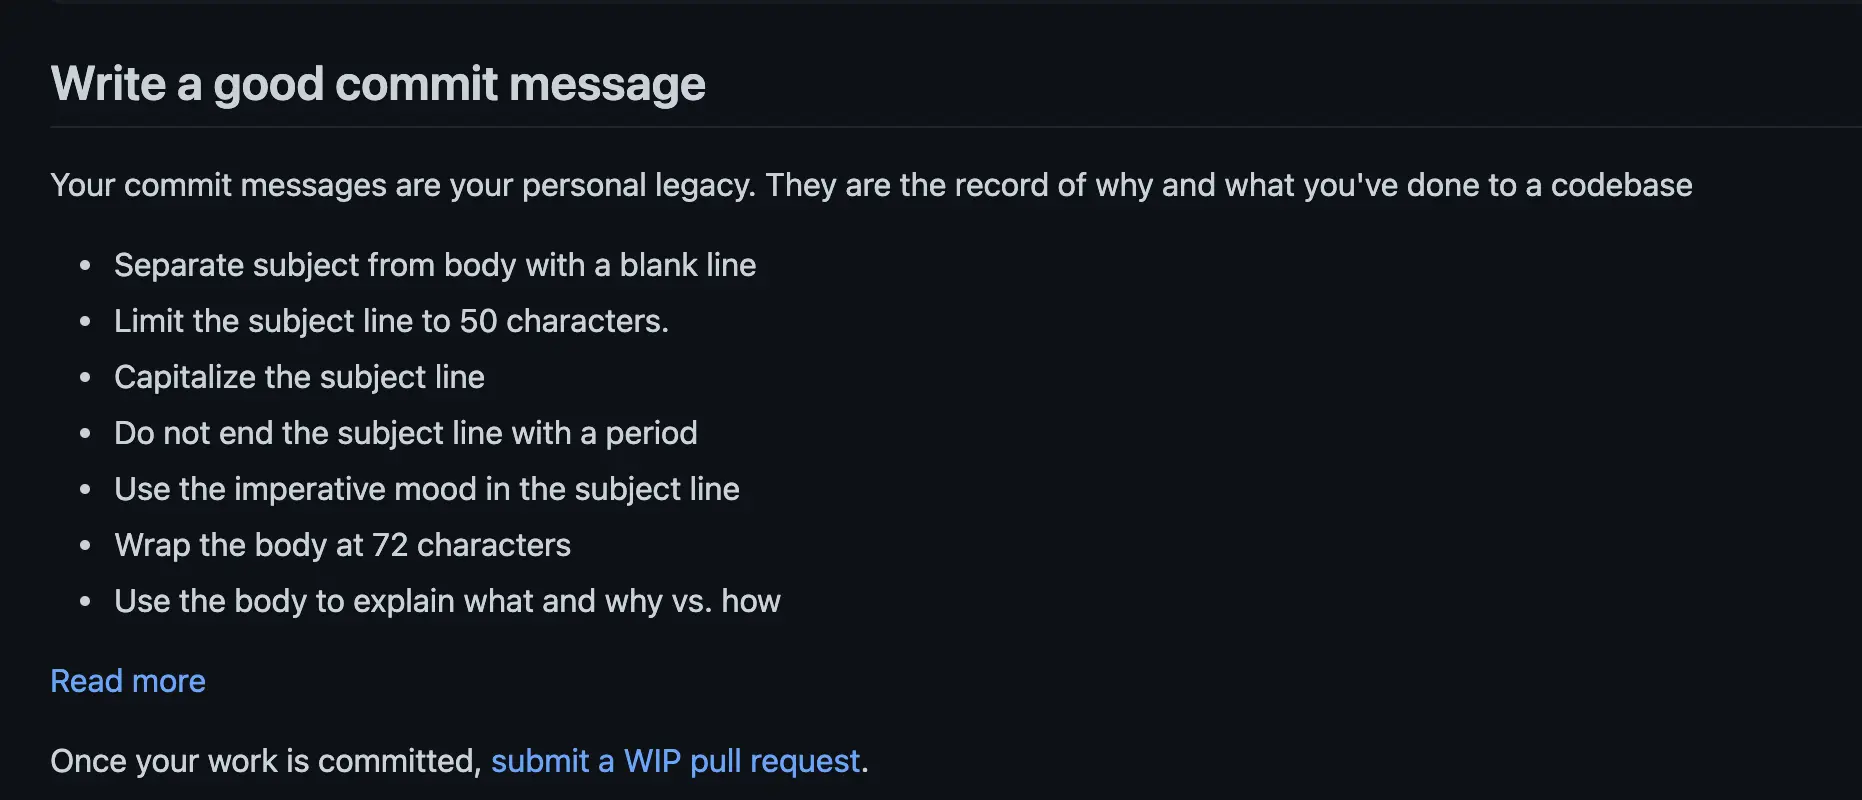 Write a good commit message
Your commit messages are your personal legacy. They are the record of why and what you've done to a codebase
• Separate subject from body with a blank line
• Limit the subject line to 50 characters.
• Capitalize the subject line
• Do not end the subject line with a period
• Use the imperative mood in the subject line
• Wrap the body at 72 characters
• Use the body to explain what and why vs. how
Read more
Once your work is committed, submit a WIP pull request.